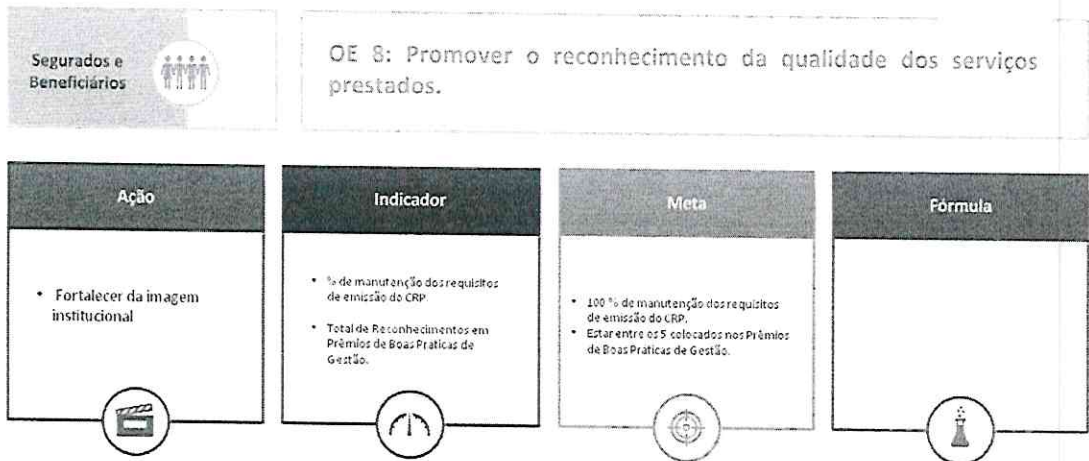 Segurados e
Beneficiários
OE 8: Promover o reconhecimento da qualidade dos serviços
prestados.
Ação
• Fortalecer da imagem
institucional
Indicador
• % de manutenção dos requisitos
de emissão do CRP.
• Total de Reconhecimentos em
Prêmios de Boas Praticas de
Gestão.
Meta
• 100 % de manutenção dos requisitos
de emissão do CRP.
• Estar entre os 5 colocados nos Prêmios
de Boas Praticas de Gestão.
Fórmula